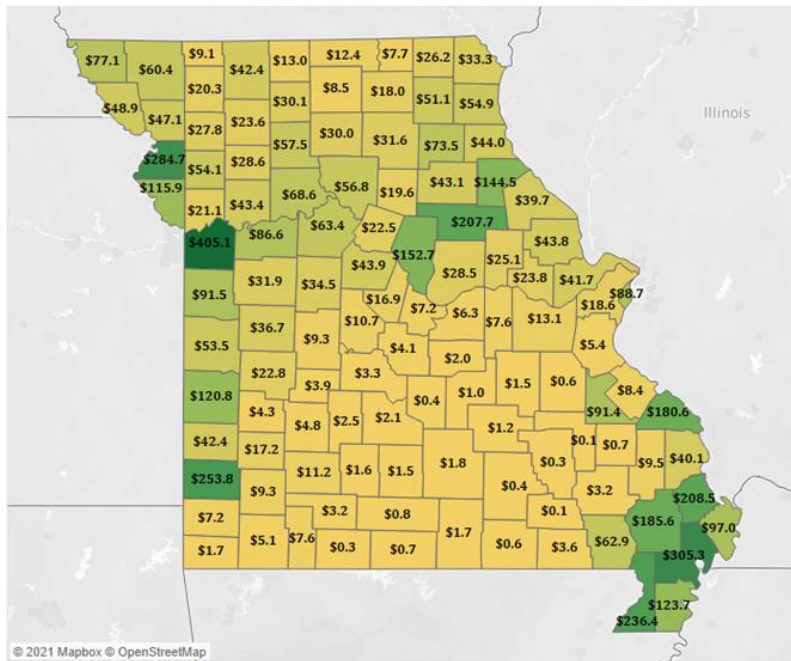 $9.1 $13.0 $12.4 $7.7 $26.2 $33.3
$77.1 $60.4 $42.4
$20.3 $30.1 $8.5 $18.0 $51.1 $54.9
$48.9 $47.1
Illinois
$27.8 $23.6 $57.5 $30.0 $31.6 $73.5 $44.0
$284.7 $54.1 $28.6
$115.9 $68.6 $56.8 $19.6 $43.1 $144.5 $39.7
$21.1 $43.4
$405.1 $86.6 $63.4 $22.5 $207.7
$152.7 $43.8
$43.9 $28.5 $25.1
$91.5 $31.9 $34.5 $23.8 $41.7 $88.7
$16.9 $7.2 $18.6
$53.5 $36.7 $9.3 $10.7 $6.3 $7.6 $13.1
$4.1 $2.0 $5.4
$22.8 $3.9 $3.3
$120.8 $0.4 $1.0 $1.5 $0.6 $8.4
$4.3 $4.8 $2.5 $2.1 $91.4 $180.6
$42.4 $17.2 $1.2 $0.1 $0.7
$253.8 $11.2 $1.6 $1.5 $1.8 $0.3 $9.5 $40.1
$9.3 $0.4 $3.2
$7.2 $3.2 $0.8 $0.1 $185.6 $208.5
$1.7 $5.1 $7.6 $0.3 $0.7 $1.7 $0.6 $3.6 $62.9 $97.0
$305.3
$123.7
$236.4
© 2021 Mapbox © OpenStreetMap